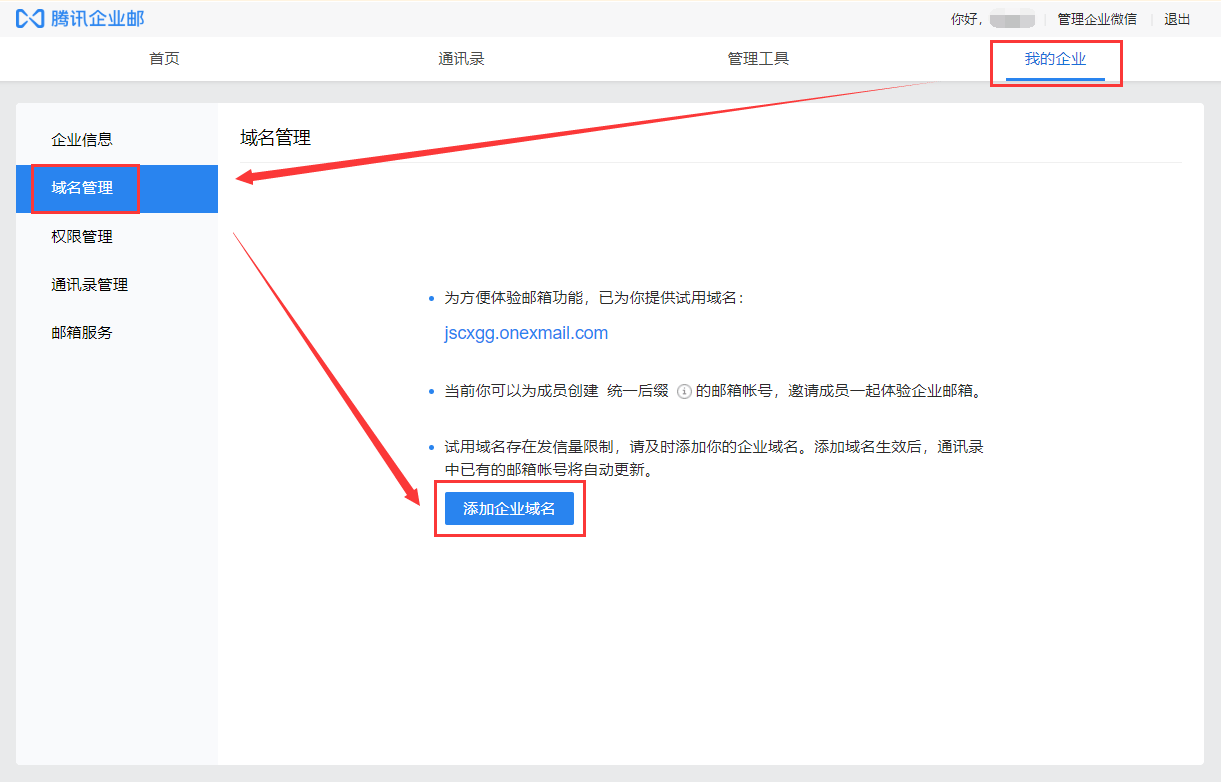 腾讯企业邮
你好, 管理企业微信 退出
首页 通讯录 管理工具 我的企业
企业信息
域名管理
权限管理
通讯录管理
邮箱服务
域名管理
为方便体验邮箱功能，已为你提供试用域名：
jscxgg.onexmail.com
当前你可以为成员创建 统一后缀 的邮箱帐号，邀请成员一起体验企业邮箱。
试用域名存在发信量限制，请及时添加你的企业域名。添加域名生效后，通讯录
中已有的邮箱帐号将自动更新。
添加企业域名